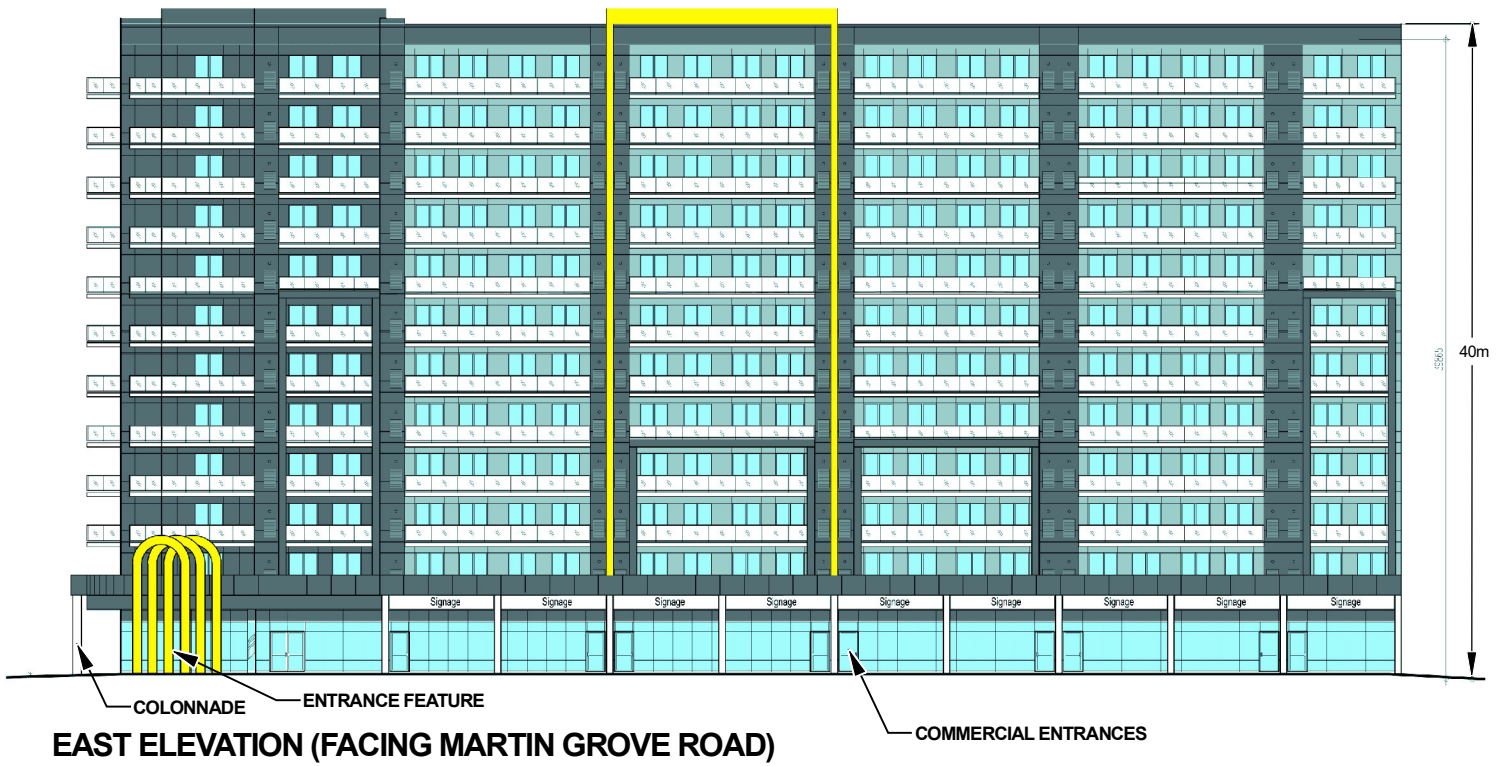 40m
Signage
Signage
Signage
Signage
Signage
Signage
Signage
Signage
Signage
COLONNADE
ENTRANCE FEATURE
COMMERCIAL ENTRANCES
EAST ELEVATION (FACING MARTIN GROVE ROAD)